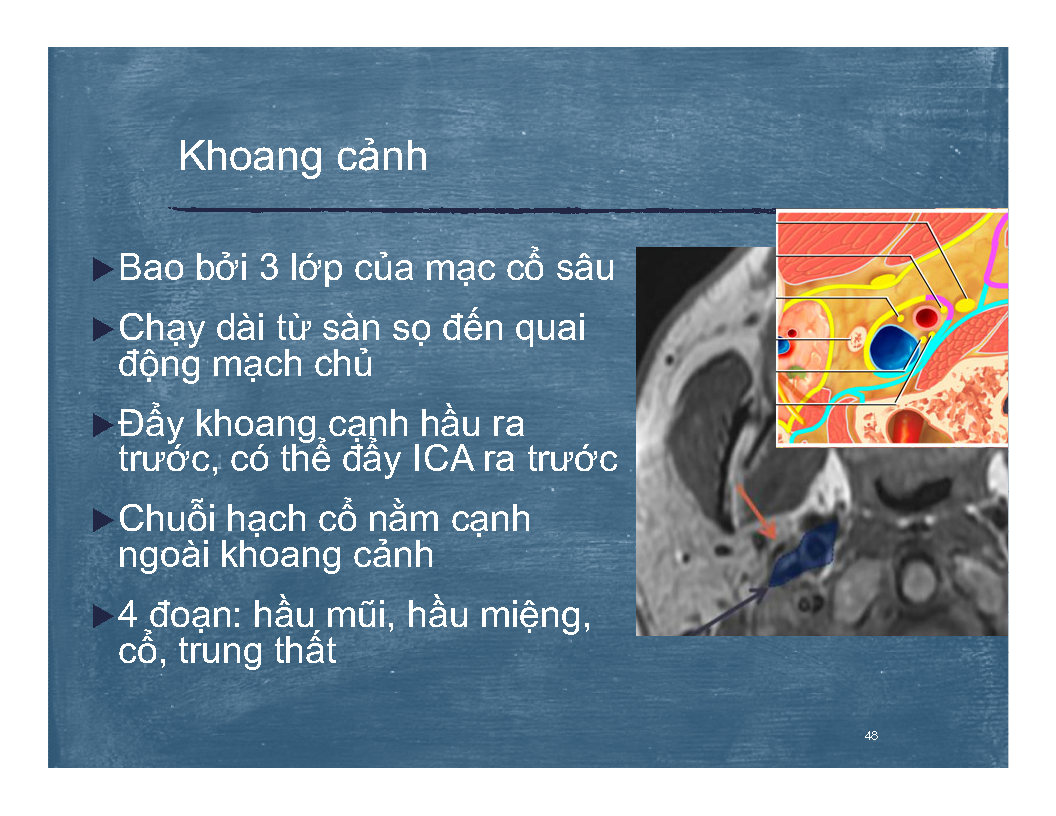 Khoang cảnh
Bao bởi 3 lớp của mạc cổ sâu
Chạy dài từ sàn sọ đến quai
động mạch chủ
Đẩy khoang cạnh hầu ra
trước, có thể đẩy ICA ra trước
Chuỗi hạch cổ nằm cạnh
ngoài khoang cảnh
4 đoạn: hầu mũi, hầu miệng,
cổ, trung thất
48